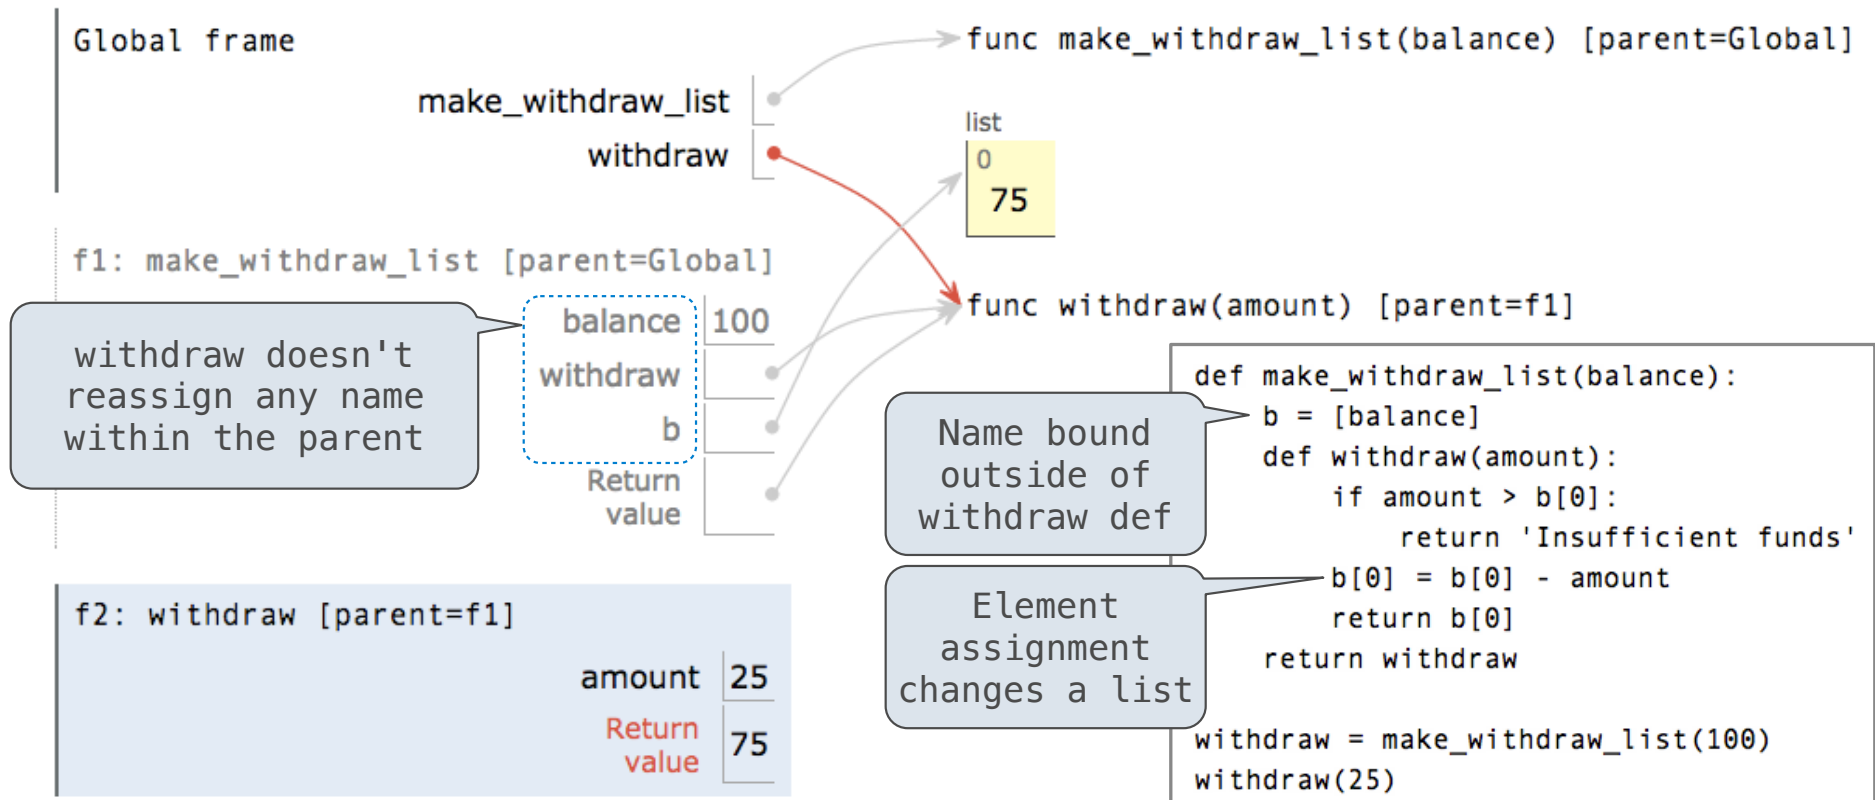 Global frame
make_withdraw_list
withdraw
func make_withdraw_list(balance) [parent=Global]
list
0
75
f1: make_withdraw_list [parent=Global]
balance 100
withdraw
b
Return
value
withdraw doesn't
reassign any name
within the parent
func withdraw(amount) [parent=f1]
f2: withdraw [parent=f1]
amount 25
Return
value
75
Name bound
outside of
withdraw def
Element
assignment
changes a list
def make_withdraw_list(balance):
    b = [balance]
    def withdraw(amount):
        if amount > b[0]:
            return 'Insufficient funds'
        b[0] = b[0] - amount
        return b[0]
    return withdraw
withdraw = make_withdraw_list(100)
withdraw(25)